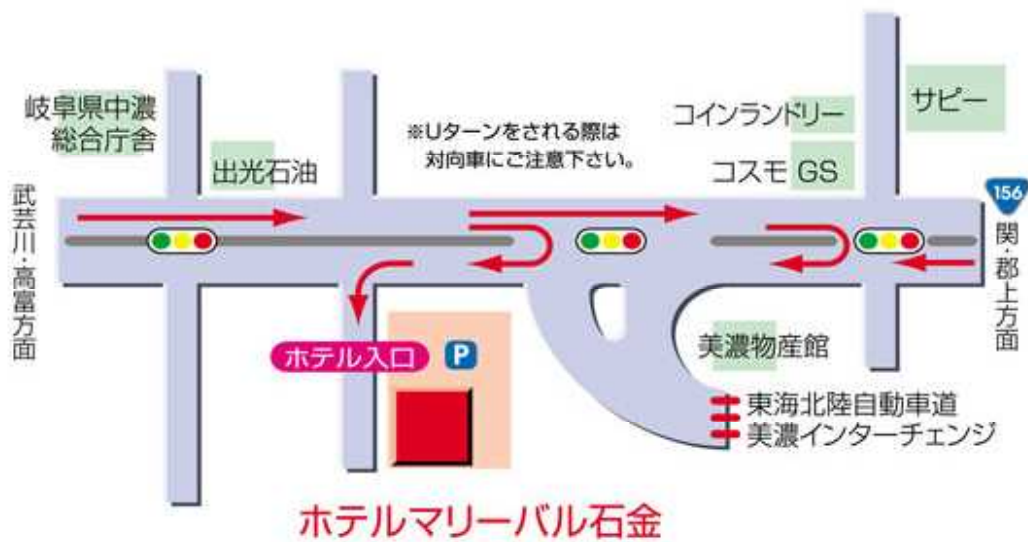 岐阜県中濃
総合庁舎
出光石油
※Uターンをされる際は
対向車にご注意下さい。
コインランドリー
コスモ GS
サピー
武芸川・高富方面
156
関・郡上方面
ホテル入口
P
美濃物産館
東海北陸自動車道
美濃インターチェンジ
ホテルマリーバル石金